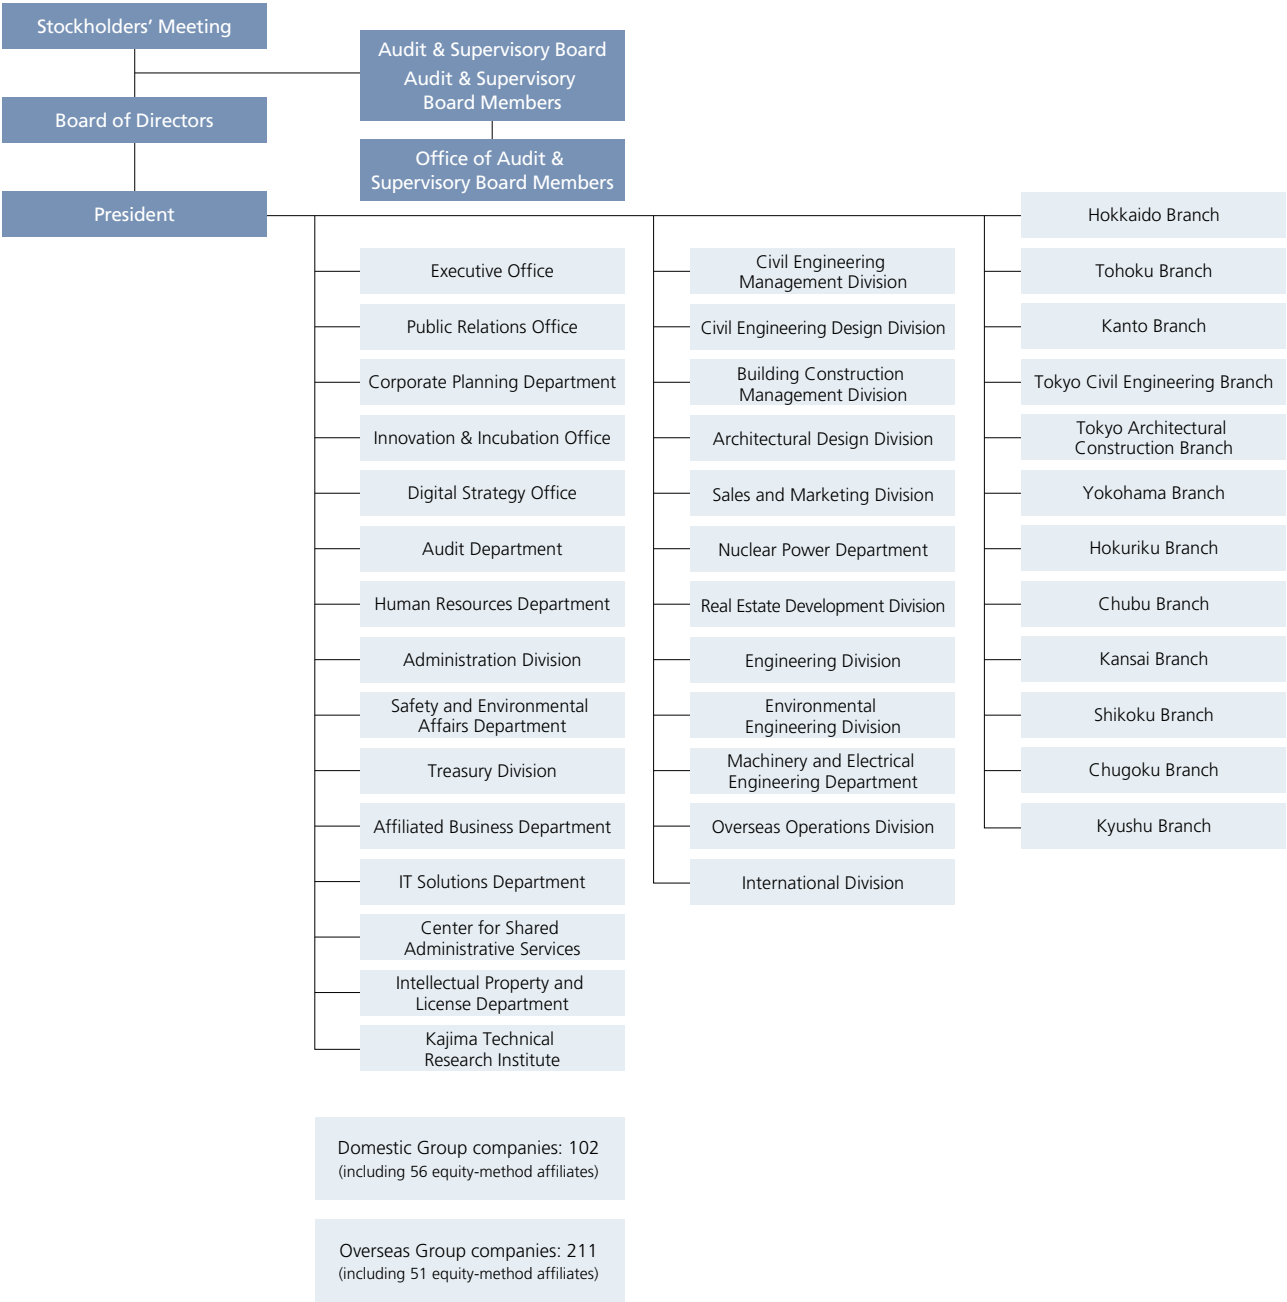 Stockholders’ Meeting
Audit & Supervisory Board
Audit & Supervisory
Board Members
Board of Directors
Office of Audit &
Supervisory Board Members
President
Executive Office
Public Relations Office
Corporate Planning Department
Innovation & Incubation Office
Digital Strategy Office
Audit Department
Human Resources Department
Administration Division
Safety and Environmental
Affairs Department
Treasury Division
Affiliated Business Department
IT Solutions Department
Center for Shared
Administrative Services
Intellectual Property and
License Department
Kajima Technical
Research Institute
Civil Engineering
Management Division
Civil Engineering Design Division
Building Construction
Management Division
Architectural Design Division
Sales and Marketing Division
Nuclear Power Department
Real Estate Development Division
Engineering Division
Environmental
Engineering Division
Machinery and Electrical
Engineering Department
Overseas Operations Division
International Division
Hokkaido Branch
Tohoku Branch
Kanto Branch
Tokyo Civil Engineering Branch
Tokyo Architectural
Construction Branch
Yokohama Branch
Hokuriku Branch
Chubu Branch
Kansai Branch
Shikoku Branch
Chugoku Branch
Kyushu Branch
Domestic Group companies: 102
(including 56 equity-method affiliates)
Overseas Group companies: 211
(including 51 equity-method affiliates)